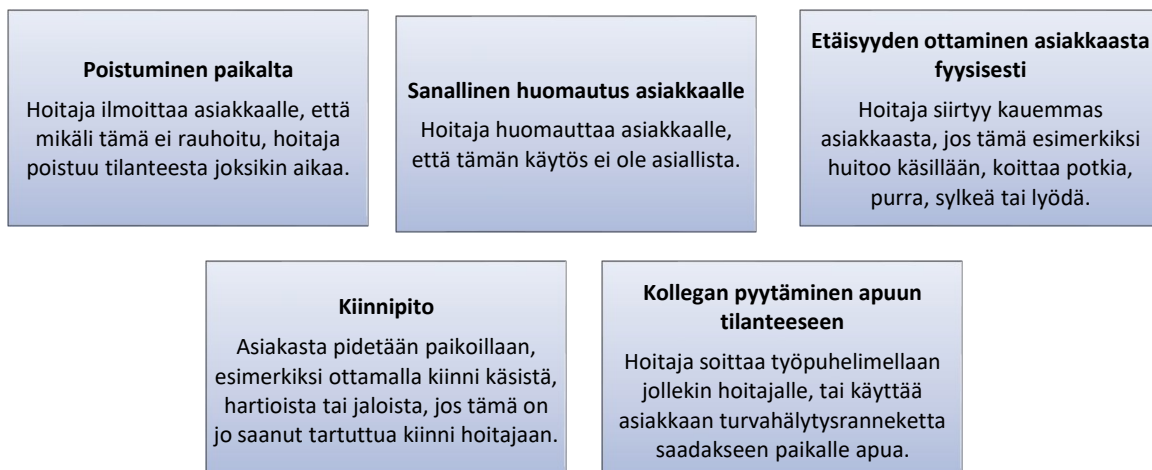 Poistuminen paikalta
Hoitaja ilmoittaa asiakkaalle, että
mikäli tämä ei rauhoitu, hoitaja
poistuu tilanteesta joksikin aikaa.
Sanallinen huomautus asiakkaalle
Hoitaja huomauttaa asiakkaalle,
että tämän käytös ei ole asiallista.
Etäisyyden ottaminen asiakkaasta
fyysisesti
Hoitaja siirtyy kauemmas
asiakkaasta, jos tämä esimerkiksi
huitoo käsillään, koittaa potkia,
purra, sylkeä tai lyödä.
Kiinnipito
Asiakasta pidetään paikoillaan,
esimerkiksi ottamalla kiinni käsistä,
hartioista tai jaloista, jos tämä on
jo saanut tartuttua kiinni hoitajaan.
Kollegan pyytäminen apuun
tilanteeseen
Hoitaja soittaa työpuhelimellaan
jollekin hoitajalle, tai käyttää
asiakkaan turvahälytysranneketta
saadakseen paikalle apua.